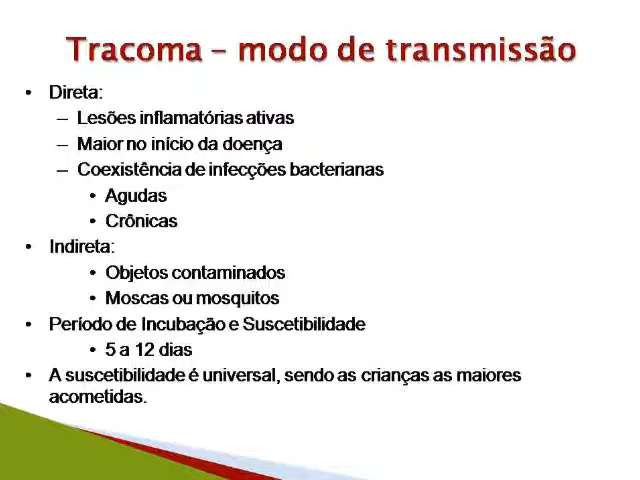 Tracoma – modo de transmissão
• Direta:
– Lesões inflamatórias ativas
– Maior no início da doença
– Coexistência de infecções bacterianas
• Agudas
• Crônicas
• Indireta:
• Objetos contaminados
• Moscas ou mosquitos
• Período de Incubação e Suscetibilidade
• 5 a 12 dias
• A suscetibilidade é universal, sendo as crianças as maiores
acometidas.